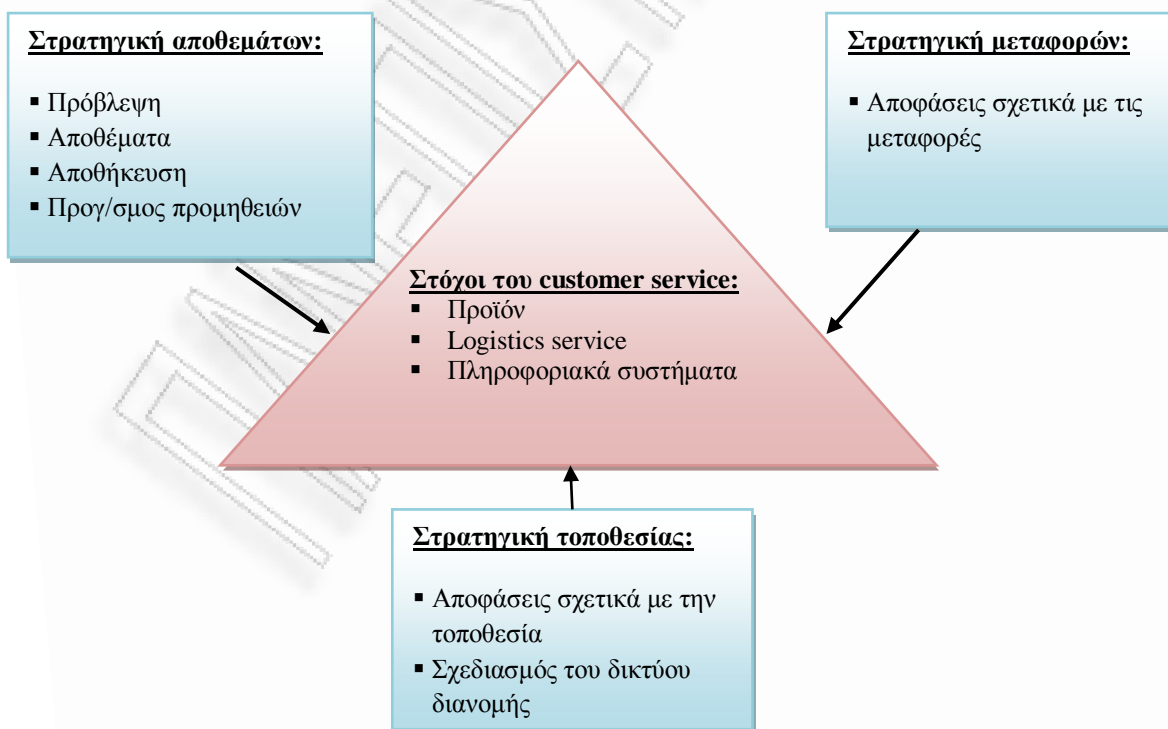 Στρατηγική αποθεμάτων:
▪ Πρόβλεψη
▪ Αποθέματα
▪ Αποθήκευση
▪ Προγ/σμος προμηθειών
Στρατηγική μεταφορών:
▪ Αποφάσεις σχετικά με τις
μεταφορές
Στόχοι του customer service:
▪ Προϊόν
▪ Logistics service
▪ Πληροφοριακά συστήματα
Στρατηγική τοποθεσίας:
▪ Αποφάσεις σχετικά με την
τοποθεσία
▪ Σχεδιασμός του δικτύου
διανομής